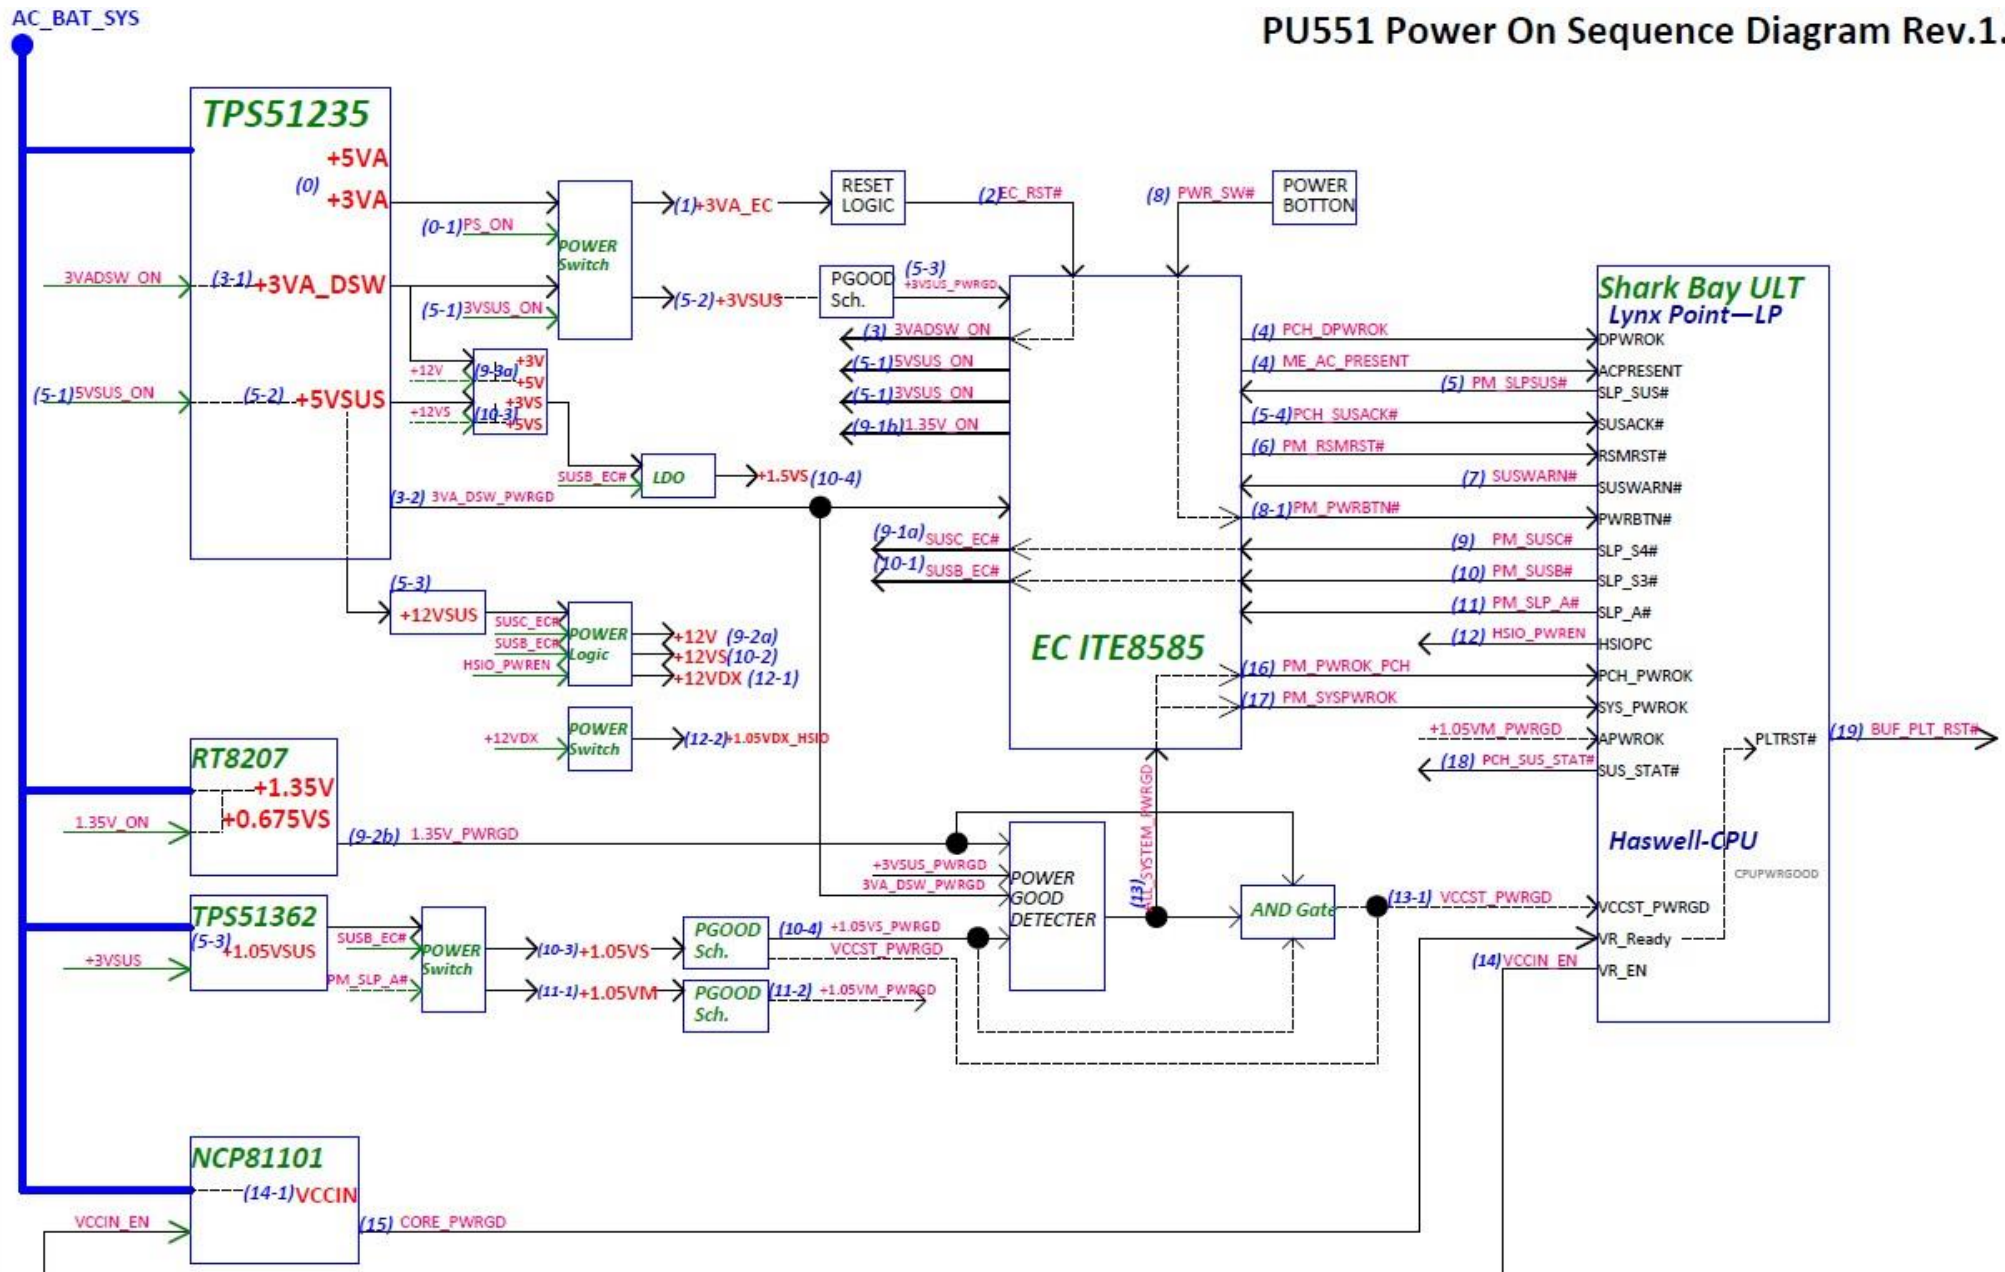 AC_BAT_SYS
PU551 Power On Sequence Diagram Rev.1.
TPS51235
+5VA
(0)
+3VA
3VADSW_ON
(3-1) +3VA_DSW
(5-1) 5VSUS_ON
(5-2) +5VSUS
(0-1) PS_ON
(5-1) 3VSUS_ON
POWER
Switch
(1) +3VA_EC
RESET
LOGIC
(2) EC_RST#
(8) PWR_SW#
POWER
BOTTON
(5-2) +3VSUS
PGOOD
Sch.
(5-3)
+3VSUS_PWRGD
+12V
(9-3a)
+3V
+5V
+12VS
(10-3)
+3VS
+5VS
SUSB_EC#
LDO
+1.5VS (10-4)
(3-2) 3VA_DSW_PWRGD
(3) 3VADSW_ON
(5-1) 5VSUS_ON
(5-1) 3VSUS_ON
(9-1b) 1.35V_ON
(9-1a) SUSC_EC#
(10-1) SUSB_EC#
EC ITE8585
(4) PCH_DPWROK
(4) ME_AC_PRESENT
(5) PM_SLPSUS#
(5-4) PCH_SUSACK#
(6) PM_RSMRST#
(7) SUSWARN#
(8-1) PM_PWRBTN#
(9) PM_SUSC#
(10) PM_SUSB#
(11) PM_SLP_A#
(12) HSIO_PWREN
(16) PM_PWROK_PCH
(17) PM_SYSPWROK
+1.05VM_PWRGD
(18) PCH_SUS_STAT#
Shark Bay ULT
Lynx Point—LP
DPWROK
ACPRESENT
SLP_SUS#
SUSACK#
RSMRST#
SUSWARN#
PWRBTN#
SLP_S4#
SLP_S3#
SLP_A#
HSIOPC
PCH_PWROK
SYS_PWROK
APWROK
SUS_STAT#
PLTRST#
(19) BUF_PLT_RST#
Haswell-CPU
CPUPWRGOOD
VCCST_PWRGD
VR_Ready
VR_EN
(5-3)
+12VSUS
SUSC_EC#
SUSB_EC#
HSIO_PWREN
POWER
Logic
+12V (9-2a)
+12VS (10-2)
+12VDX (12-1)
+12VDX
POWER
Switch
(12-2) +1.05VDX_HSIO
RT8207
+1.35V
+0.675VS
1.35V_ON
(9-2b) 1.35V_PWRGD
+3VSUS_PWRGD
3VA_DSW_PWRGD
POWER
GOOD
DETECTER
(13) ALL_SYSTEM_PWRGD
AND Gate
(13-1) VCCST_PWRGD
TPS51362
(5-3)
+1.05VSUS
+3VSUS
SUSB_EC#
PM_SLP_A#
POWER
Switch
(10-3) +1.05VS
(11-1) +1.05VM
PGOOD
Sch.
(10-4) +1.05VS_PWRGD
VCCST_PWRGD
PGOOD
Sch.
(11-2) +1.05VM_PWRGD
(14) VCCIN_EN
NCP81101
(14-1) VCCIN
VCCIN_EN
(15) CORE_PWRGD